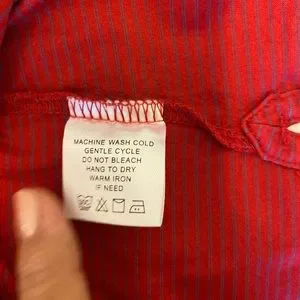 MACHINE WASH COLD
GENTLE CYCLE
DO NOT BLEACH
HANG TO DRY
WARM IRON
IF NEED